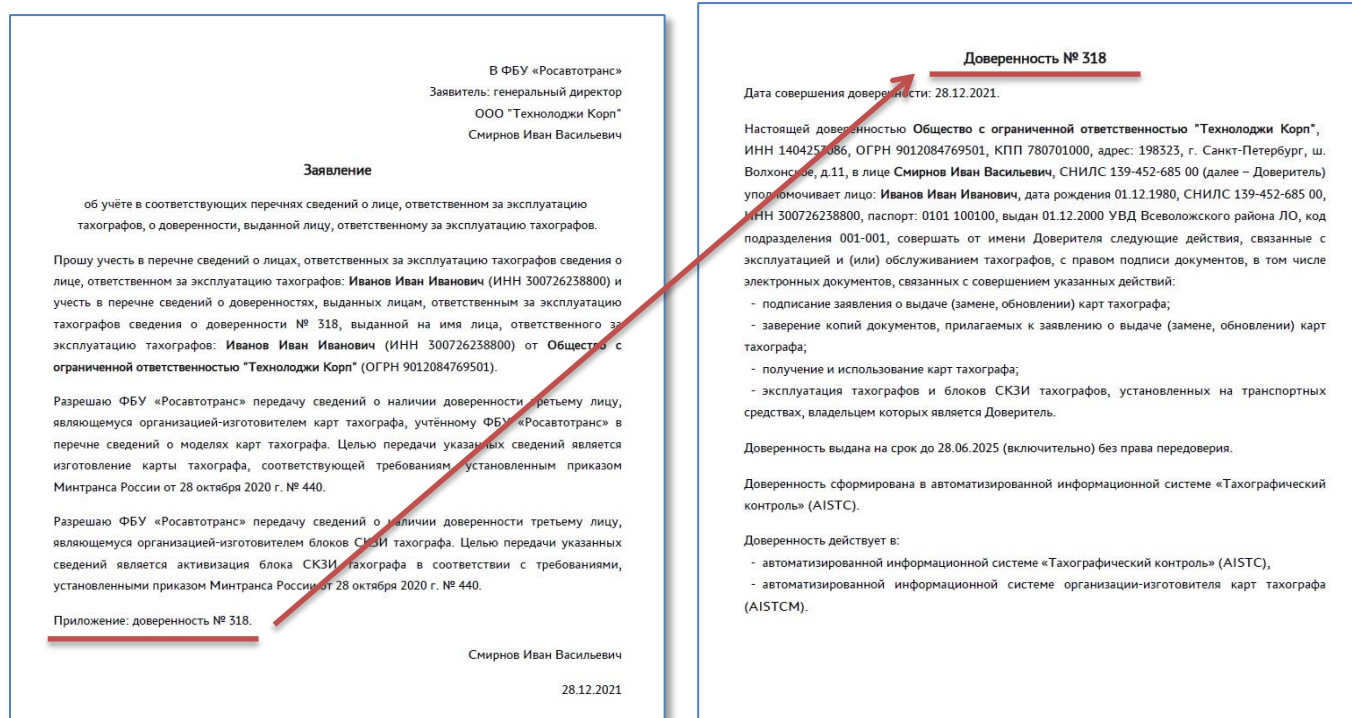 В ФБУ «Росавтотранс»
Заявитель: генеральный директор
ООО "Технолоджи Корп"
Смирнов Иван Васильевич
Заявление
об учёте в соответствующих перечнях сведений о лице, ответственном за эксплуатацию
тахографов, о доверенности, выданной лицу, ответственному за эксплуатацию тахографов.
Прошу учесть в перечне сведений о лицах, ответственных за эксплуатацию тахографов сведения о
лице, ответственном за эксплуатацию тахографов: Иванов Иван Иванович (ИНН 300726238800) и
учесть в перечне сведений о доверенностях, выданных лицам, ответственным за эксплуатацию
тахографов сведения о доверенности № 318, выданной на имя лица, ответственного за
эксплуатацию тахографов: Иванов Иван Иванович (ИНН 300726238800) от Общество с
ограниченной ответственностью "Технолоджи Корп" (ОГРН 9012084769501).
Разрешаю ФБУ «Росавтотранс» передачу сведений о наличии доверенности третьему лицу,
являющемуся организацией-изготовителем карт тахографа, учтённому ФБУ «Росавтотранс» в
перечне сведений о моделях карт тахографа. Целью передачи указанных сведений является
изготовление карты тахографа, соответствующей требованиям, установленным приказом
Минтранса России от 28 октября 2020 г. № 440.
Разрешаю ФБУ «Росавтотранс» передачу сведений о наличии доверенности третьему лицу,
являющемуся организацией-изготовителем блоков СКЗИ тахографа. Целью передачи указанных
сведений является активизация блока СКЗИ тахографа в соответствии с требованиями,
установленными приказом Минтранса России от 28 октября 2020 г. № 440.
Приложение: доверенность № 318.
Смирнов Иван Васильевич
28.12.2021
Доверенность № 318
Дата совершения доверенности: 28.12.2021.
Настоящей доверенностью Общество с ограниченной ответственностью "Технолоджи Корп",
ИНН 1404253086, ОГРН 9012084769501, КПП 780701000, адрес: 198323, г. Санкт-Петербург, ш.
Волхонское, д.11, в лице Смирнов Иван Васильевич, СНИЛС 139-452-685 00 (далее – Доверитель)
уполномочивает лицо: Иванов Иван Иванович, дата рождения 01.12.1980, СНИЛС 139-452-685 00,
ИНН 300726238800, паспорт: 0101 100100, выдан 01.12.2000 УВД Всеволожского района ЛО, код
подразделения 001-001, совершать от имени Доверителя следующие действия, связанные с
эксплуатацией и (или) обслуживанием тахографов, с правом подписи документов, в том числе
электронных документов, связанных с совершением указанных действий:
- подписание заявления о выдаче (замене, обновлении) карт тахографа;
- заверение копий документов, прилагаемых к заявлению о выдаче (замене, обновлении) карт
тахографа;
- получение и использование карт тахографа;
- эксплуатация тахографов и блоков СКЗИ тахографов, установленных на транспортных
средствах, владельцем которых является Доверитель.
Доверенность выдана на срок до 28.06.2025 (включительно) без права передоверия.
Доверенность сформирована в автоматизированной информационной системе «Тахографический
контроль» (AISTC).
Доверенность действует в:
- автоматизированной информационной системе «Тахографический контроль» (AISTC),
- автоматизированной информационной системе организации-изготовителя карт тахографа
(AISTCM).